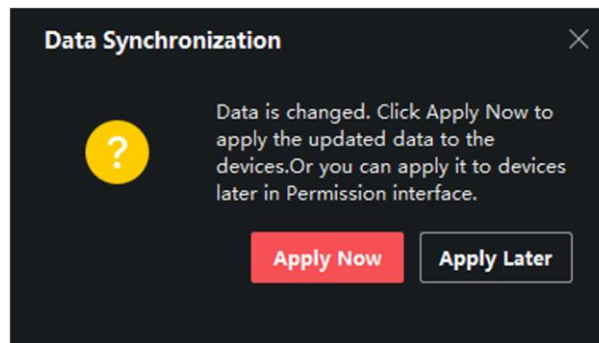 Data Synchronization
Data is changed. Click Apply Now to
apply the updated data to the
devices.Or you can apply it to devices
later in Permission interface.
Apply Now
Apply Later